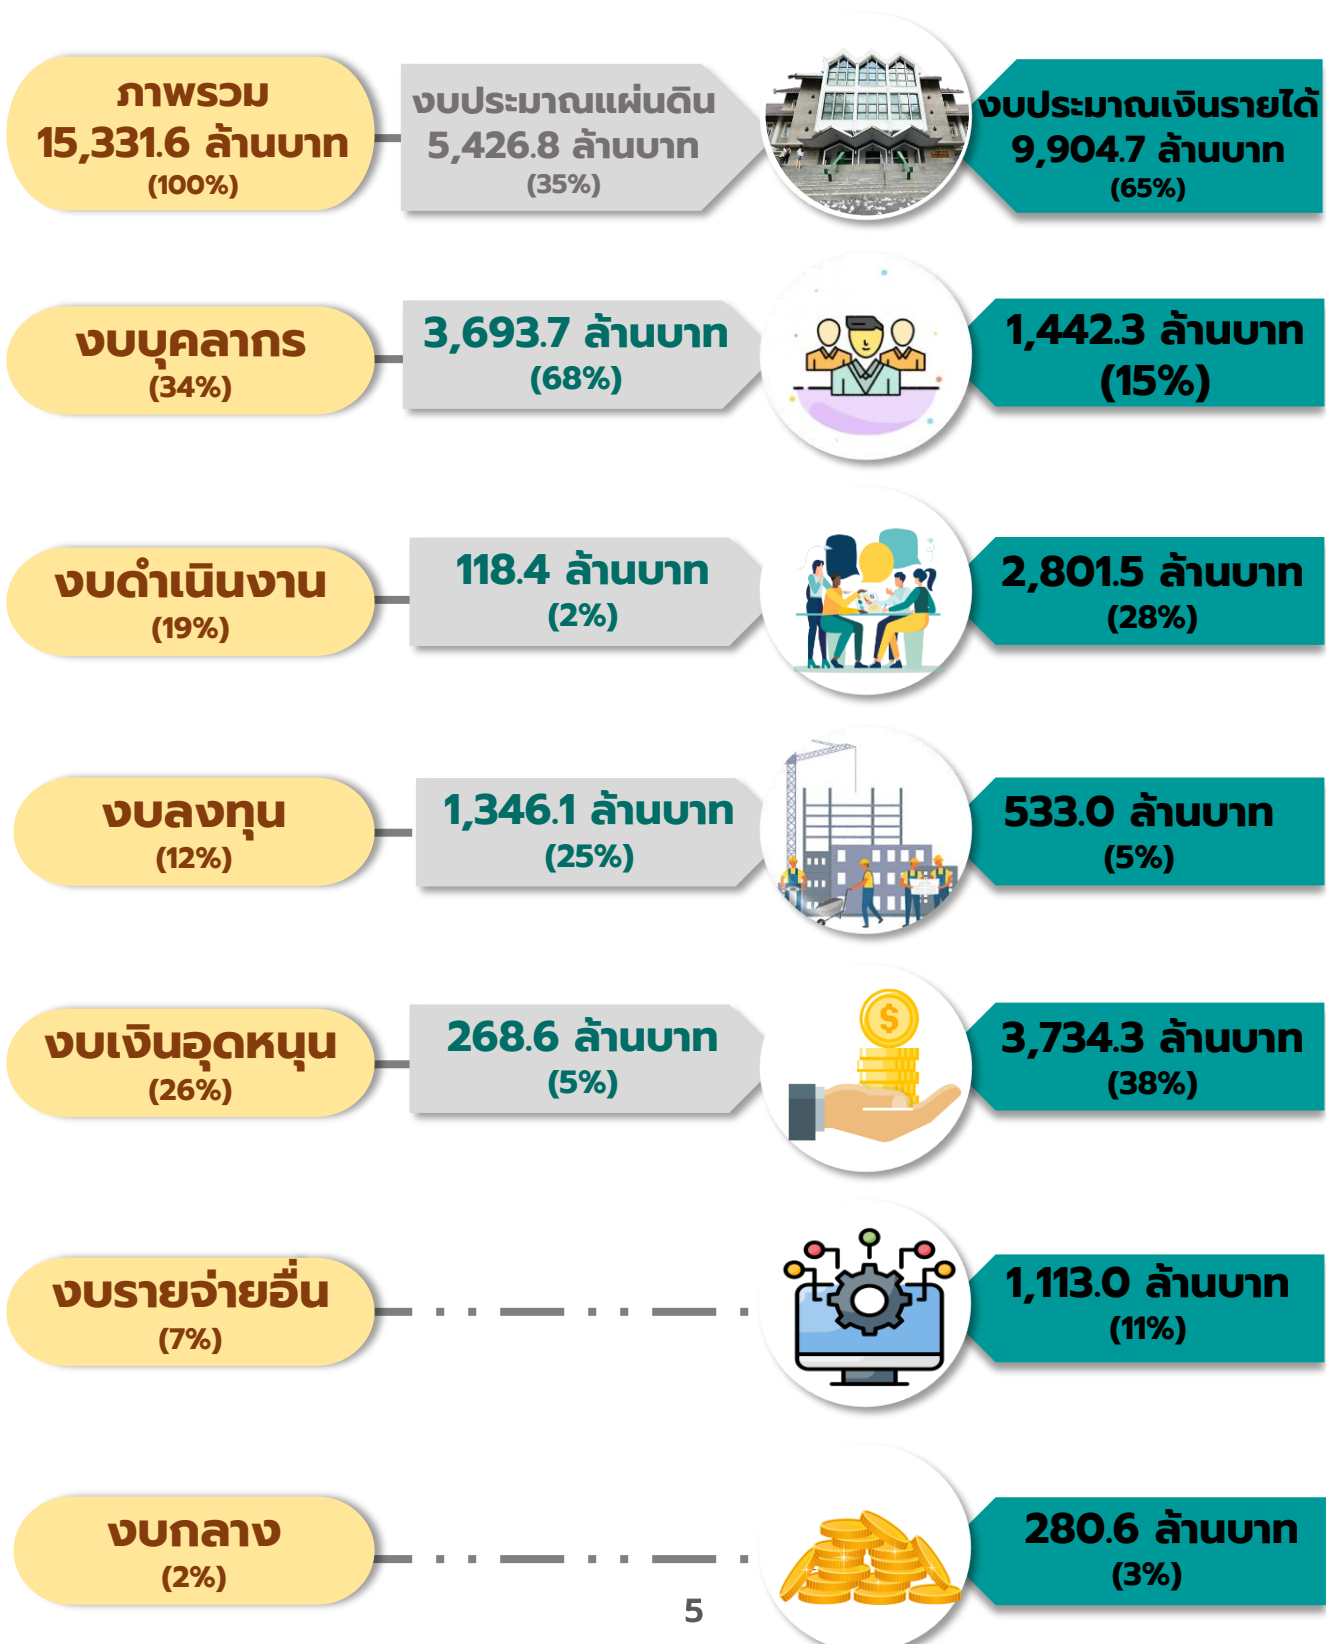 ภาพรวม
15,331.6 ล้านบาท
(100%)
งบประมาณแผ่นดิน
5,426.8 ล้านบาท
(35%)
งบประมาณเงินรายได้
9,904.7 ล้านบาท
(65%)
งบบุคลากร
(34%)
3,693.7 ล้านบาท
(68%)
1,442.3 ล้านบาท
(15%)
งบดำเนินงาน
(19%)
118.4 ล้านบาท
(2%)
2,801.5 ล้านบาท
(28%)
งบลงทุน
(12%)
1,346.1 ล้านบาท
(25%)
533.0 ล้านบาท
(5%)
งบเงินอุดหนุน
(26%)
268.6 ล้านบาท
(5%)
3,734.3 ล้านบาท
(38%)
งบรายจ่ายอื่น
(7%)
1,113.0 ล้านบาท
(11%)
งบกลาง
(2%)
280.6 ล้านบาท
(3%)
5